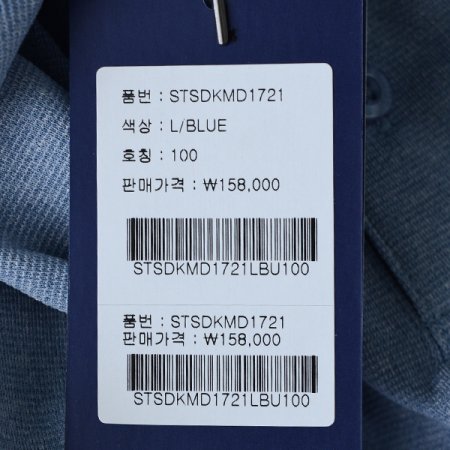 품번 : STSDKMD1721
색상 : L/BLUE
호칭 : 100
판매가격 : ₩158,000
STSDKMD1721LBU100
품번 : STSDKMD1721
판매가격 : ₩158,000
STSDKMD1721LBU100